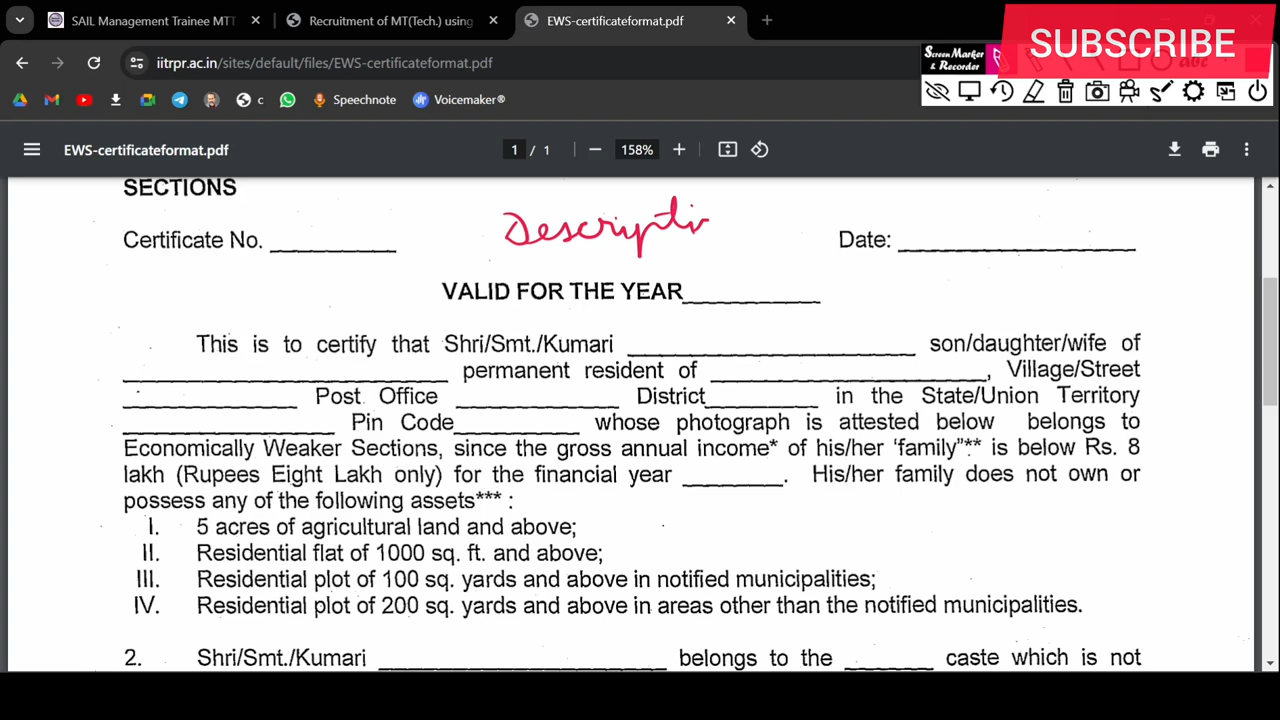 SAIL Management Trainee MTT
Recruitment of MT(Tech.) using
EWS-certificateformat.pdf
SUBSCRIBE
iitrpr.ac.in/sites/default/files/EWS-certificateformat.pdf
Screen Marker
& Recorder
c
Speechnote
Voicemaker®
EWS-certificateformat.pdf
1 / 1
158%
SECTIONS
Descripti
Certificate No. ___________
Date: _____________________
VALID FOR THE YEAR____________
This is to certify that Shri/Smt./Kumari _________________________ son/daughter/wife of
____________________________ permanent resident of ________________________, Village/Street
_______________ Post Office ______________ District__________ in the State/Union Territory
__________________ Pin Code___________ whose photograph is attested below belongs to
Economically Weaker Sections, since the gross annual income* of his/her ‘family”** is below Rs. 8
lakh (Rupees Eight Lakh only) for the financial year ________. His/her family does not own or
possess any of the following assets*** :
I. 5 acres of agricultural land and above;
II. Residential flat of 1000 sq. ft. and above;
III. Residential plot of 100 sq. yards and above in notified municipalities;
IV. Residential plot of 200 sq. yards and above in areas other than the notified municipalities.
2. Shri/Smt./Kumari _________________________ belongs to the _______ caste which is not